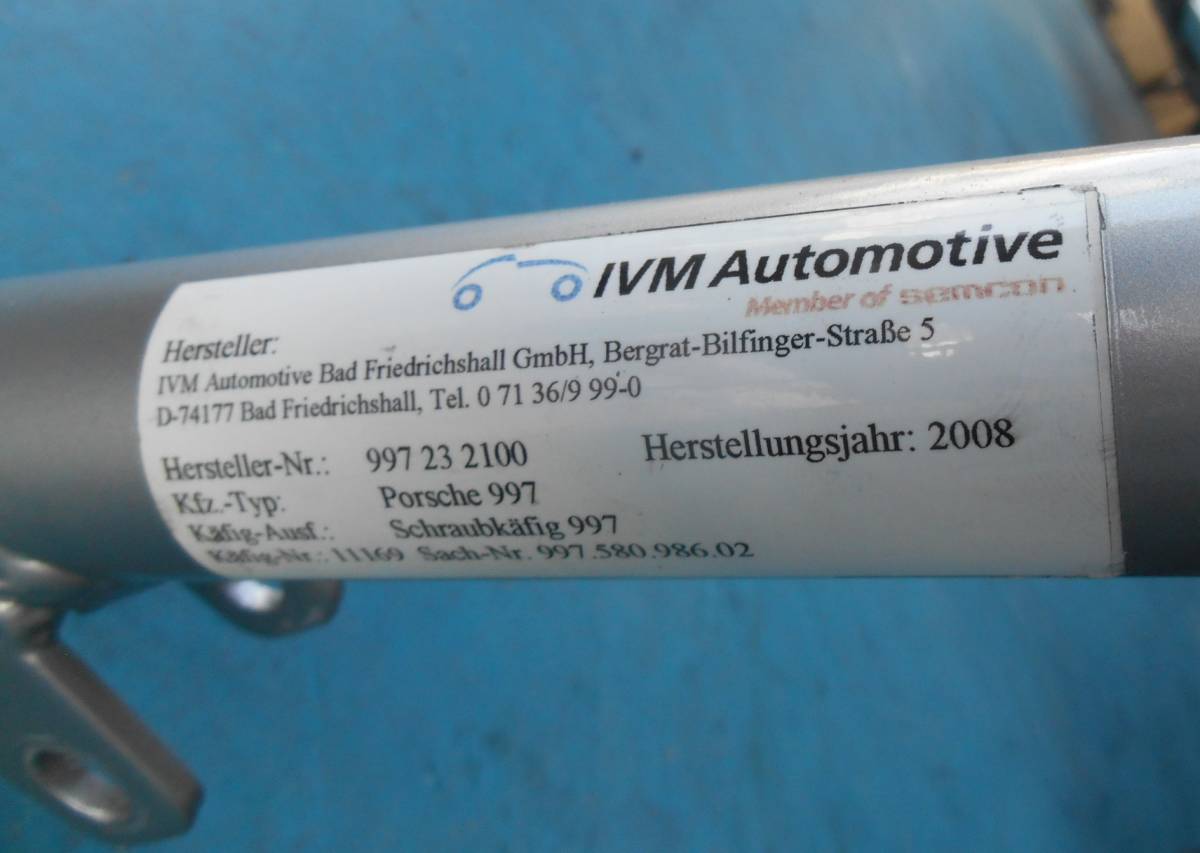 IVM Automotive
Member of semcon
Hersteller:
IVM Automotive Bad Friedrichshall GmbH, Bergrat-Bilfinger-Straße 5
D-74177 Bad Friedrichshall, Tel. 0 71 36/9 99-0
Hersteller-Nr.: 997 23 2100 Herstellungsjahr: 2008
Kfz.-Typ: Porsche 997
Käfig-Ausf.: Schraubkäfig 997
Käfig-Nr.: 11169 Sach-Nr. 997.580.986.02